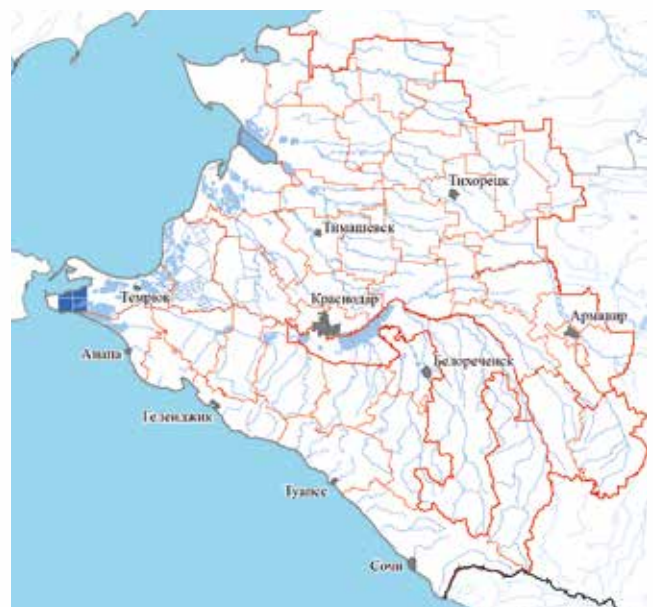 Тихорецк
Тимашевск
Темрюк
Краснодар
Армавир
Анапа
Белореченск
Геленджик
Туапсе
Сочи